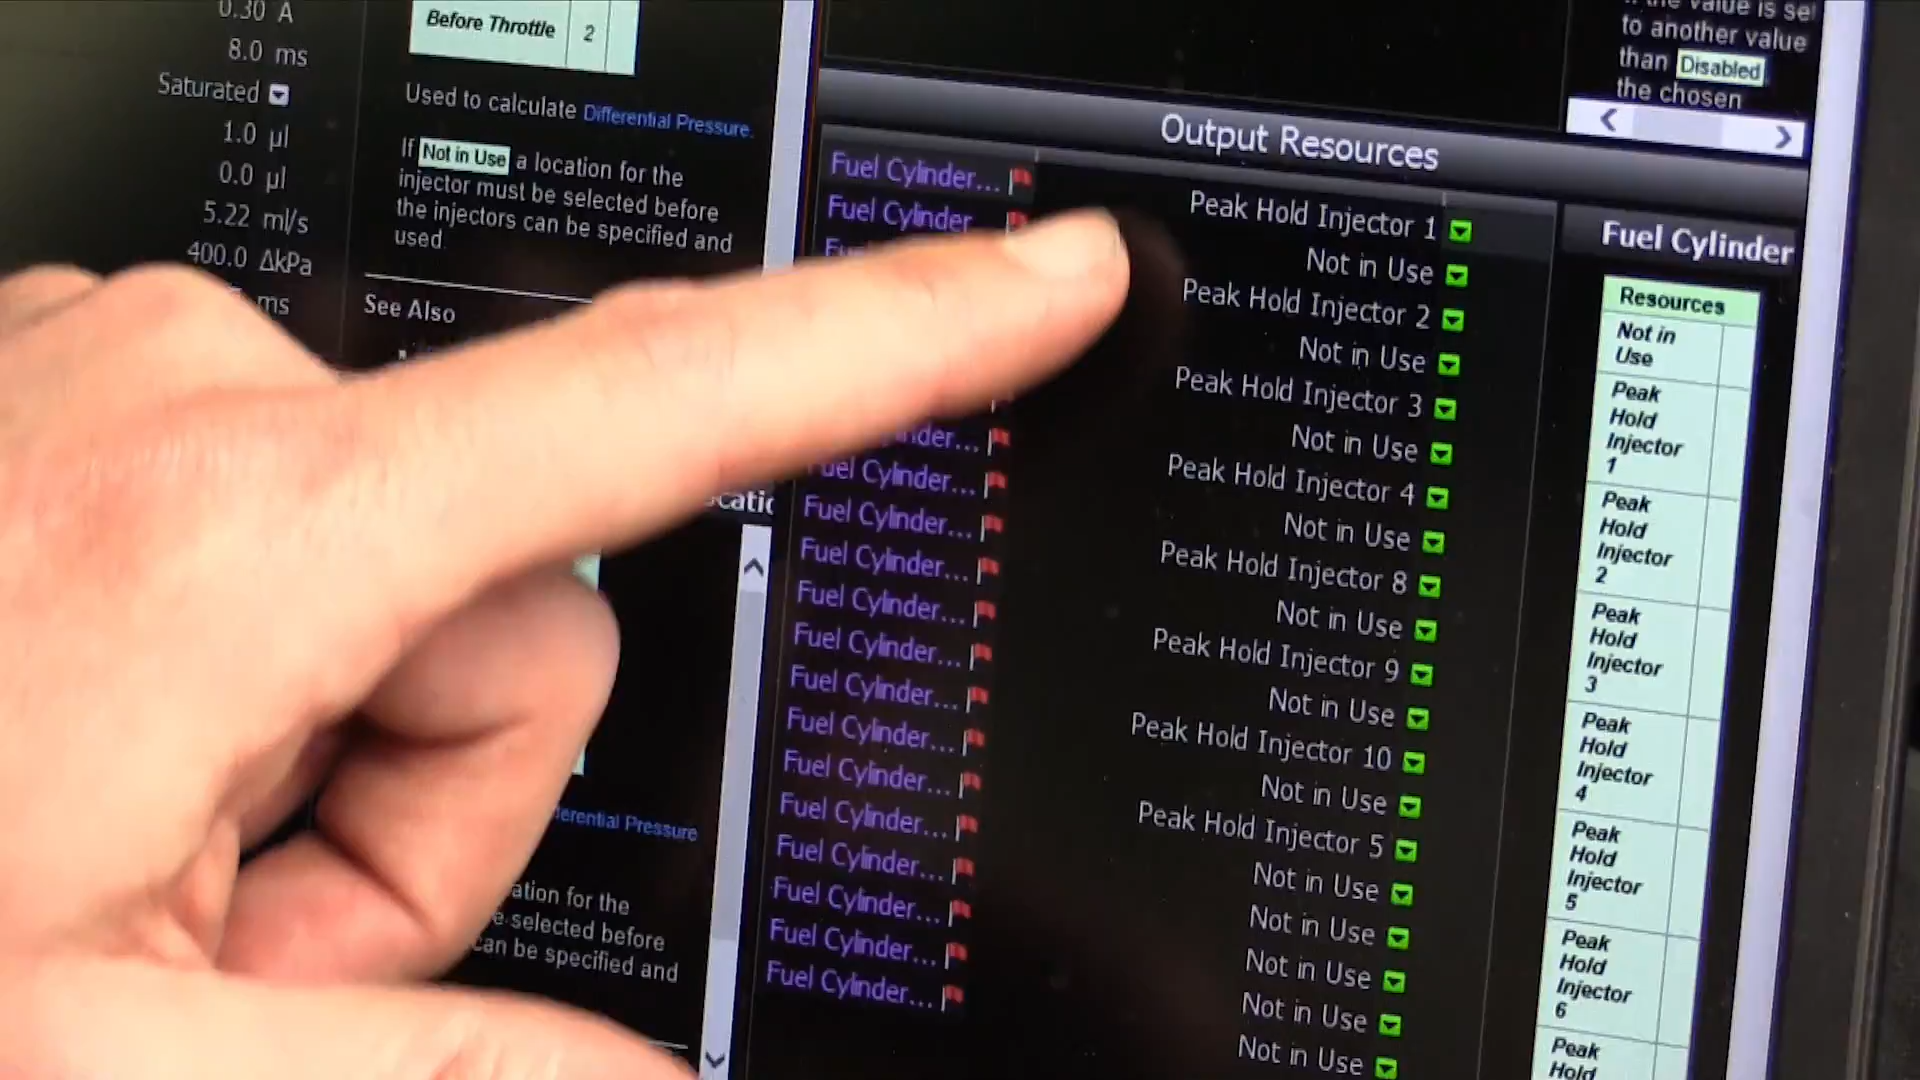 0.30 A
8.0 ms
Saturated
1.0 µl
0.0 µl
5.22 ml/s
400.0 ΔkPa
ms
Before Throttle 2
Used to calculate Differential Pressure.
If Not in Use a location for the
injector must be selected before
the injectors can be specified and
used.
See Also
erential Pressure
ation for the
e selected before
can be specified and
the value is set
to another value
than Disabled
the chosen
Output Resources
Fuel Cylinder... Peak Hold Injector 1
Fuel Cylinder Not in Use
Peak Hold Injector 2
Not in Use
Peak Hold Injector 3
Not in Use
nder... Peak Hold Injector 4
Fuel Cylinder... Not in Use
Fuel Cylinder... Peak Hold Injector 8
Fuel Cylinder... Not in Use
Fuel Cylinder... Peak Hold Injector 9
Fuel Cylinder... Not in Use
Fuel Cylinder... Peak Hold Injector 10
Fuel Cylinder... Not in Use
Fuel Cylinder... Peak Hold Injector 5
Fuel Cylinder... Not in Use
Fuel Cylinder... Not in Use
Fuel Cylinder... Not in Use
Fuel Cylinder... Not in Use
Fuel Cylinder... Not in Use
Fuel Cylinder
Resources
Not in
Use
Peak
Hold
Injector
1
Peak
Hold
Injector
2
Peak
Hold
Injector
3
Peak
Hold
Injector
4
Peak
Hold
Injector
5
Peak
Hold
Injector
6
Peak
Hold